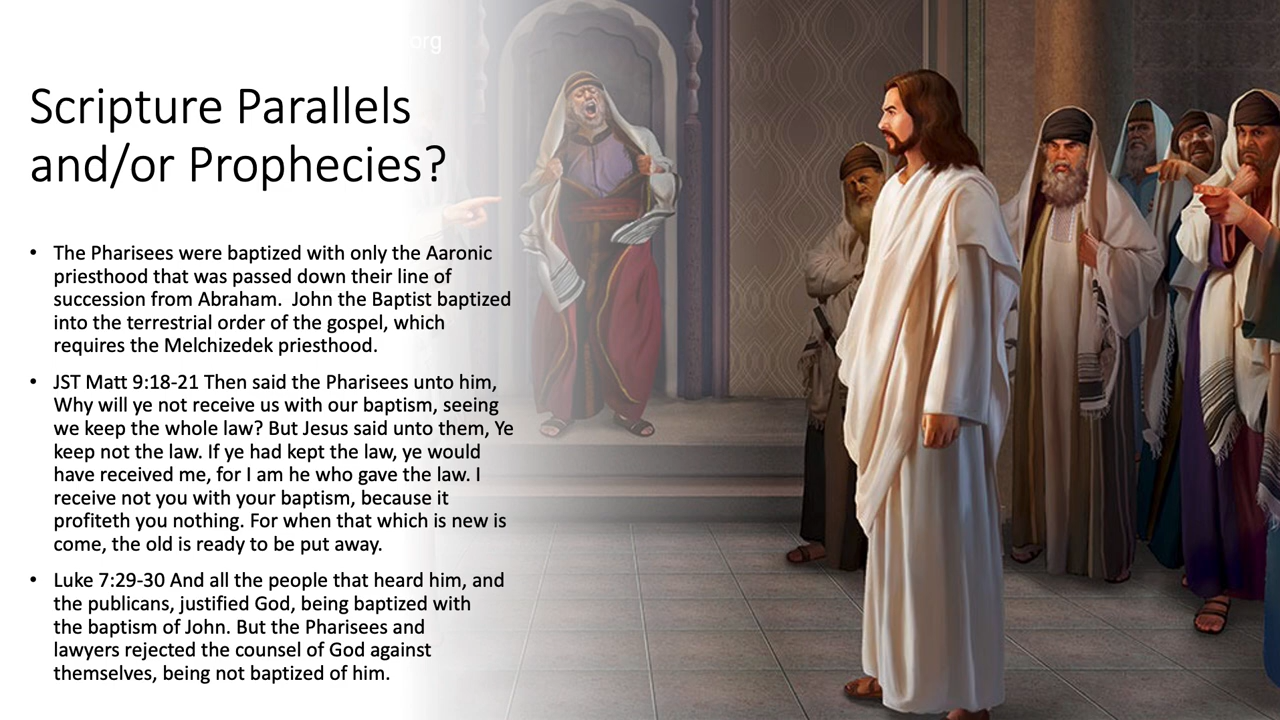 org
Scripture Parallels
and/or Prophecies?
• The Pharisees were baptized with only the Aaronic
priesthood that was passed down their line of
succession from Abraham.  John the Baptist baptized
into the terrestrial order of the gospel, which
requires the Melchizedek priesthood.
• JST Matt 9:18-21 Then said the Pharisees unto him,
Why will ye not receive us with our baptism, seeing
we keep the whole law? But Jesus said unto them, Ye
keep not the law. If ye had kept the law, ye would
have received me, for I am he who gave the law. I
receive not you with your baptism, because it
profiteth you nothing. For when that which is new is
come, the old is ready to be put away.
• Luke 7:29-30 And all the people that heard him, and
the publicans, justified God, being baptized with
the baptism of John. But the Pharisees and
lawyers rejected the counsel of God against
themselves, being not baptized of him.